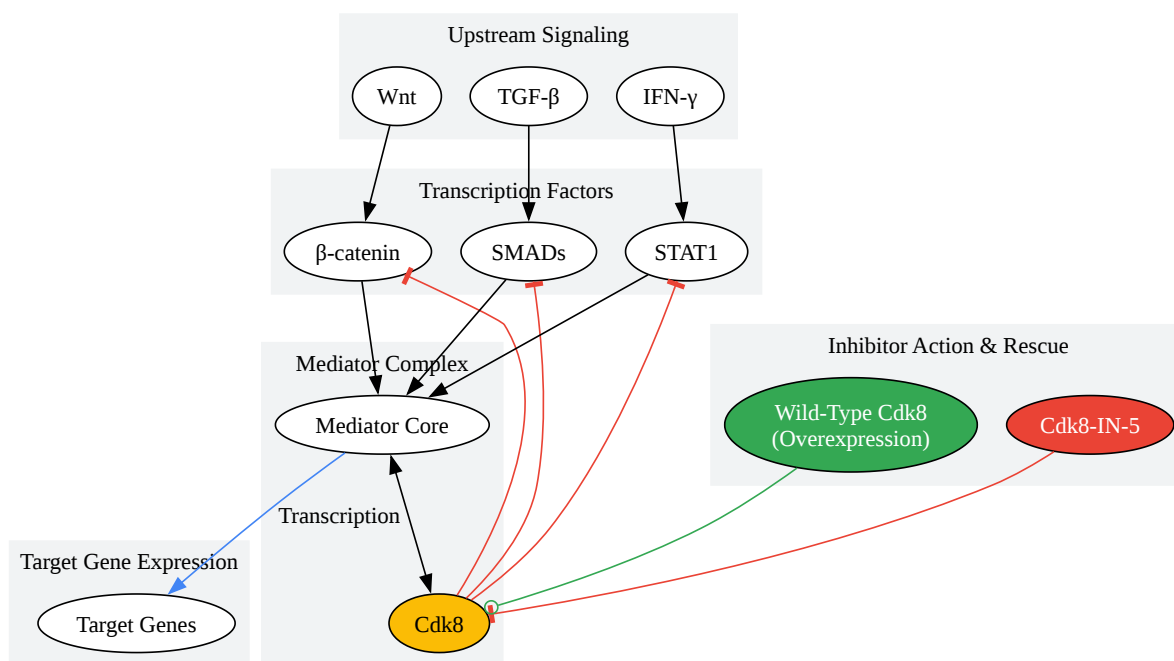 Upstream Signaling
Wnt
TGF-β
IFN-γ
Transcription Factors
β-catenin
SMADs
STAT1
Inhibitor Action & Rescue
Mediator Complex
Wild-Type Cdk8
(Overexpression)
Cdk8-IN-5
Mediator Core
Transcription
Target Gene Expression
Target Genes
Cdk8